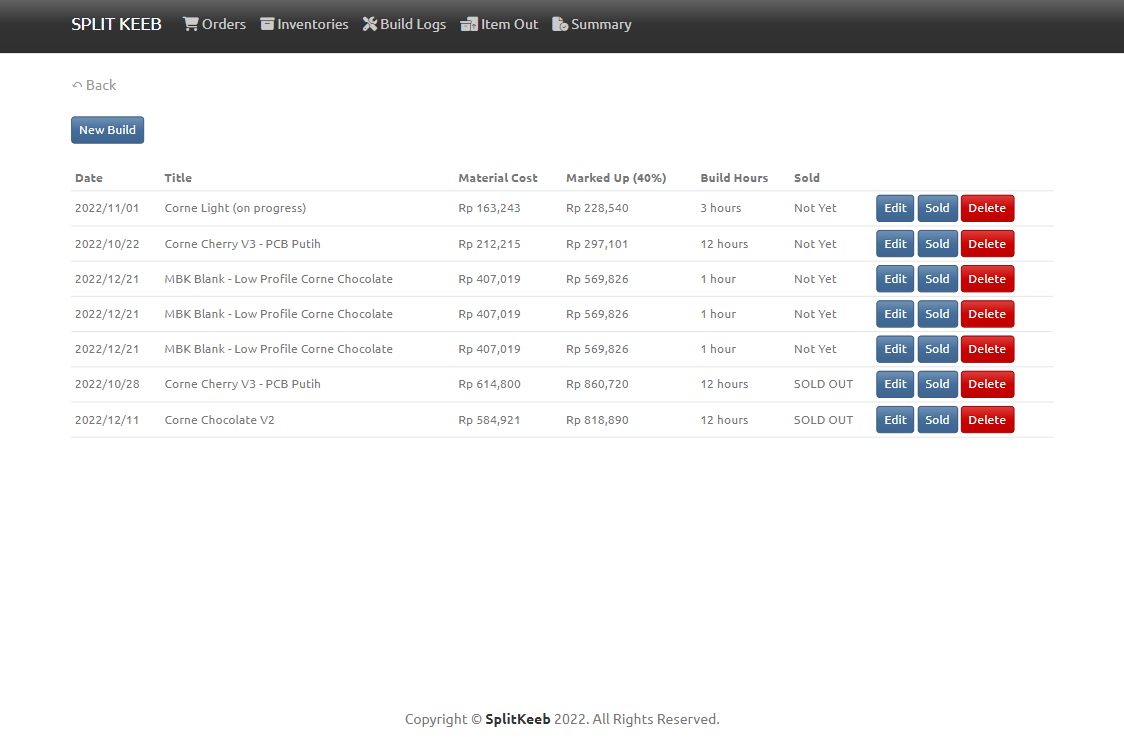 SPLIT KEEB Orders Inventories Build Logs Item Out Summary
Back
New Build
Date Title Material Cost Marked Up (40%) Build Hours Sold
2022/11/01 Corne Light (on progress) Rp 163,243 Rp 228,540 3 hours Not Yet Edit Sold Delete
2022/10/22 Corne Cherry V3 - PCB Putih Rp 212,215 Rp 297,101 12 hours Not Yet Edit Sold Delete
2022/12/21 MBK Blank - Low Profile Corne Chocolate Rp 407,019 Rp 569,826 1 hour Not Yet Edit Sold Delete
2022/12/21 MBK Blank - Low Profile Corne Chocolate Rp 407,019 Rp 569,826 1 hour Not Yet Edit Sold Delete
2022/12/21 MBK Blank - Low Profile Corne Chocolate Rp 407,019 Rp 569,826 1 hour Not Yet Edit Sold Delete
2022/10/28 Corne Cherry V3 - PCB Putih Rp 614,800 Rp 860,720 12 hours SOLD OUT Edit Sold Delete
2022/12/11 Corne Chocolate V2 Rp 584,921 Rp 818,890 12 hours SOLD OUT Edit Sold Delete
Copyright © SplitKeeb 2022. All Rights Reserved.